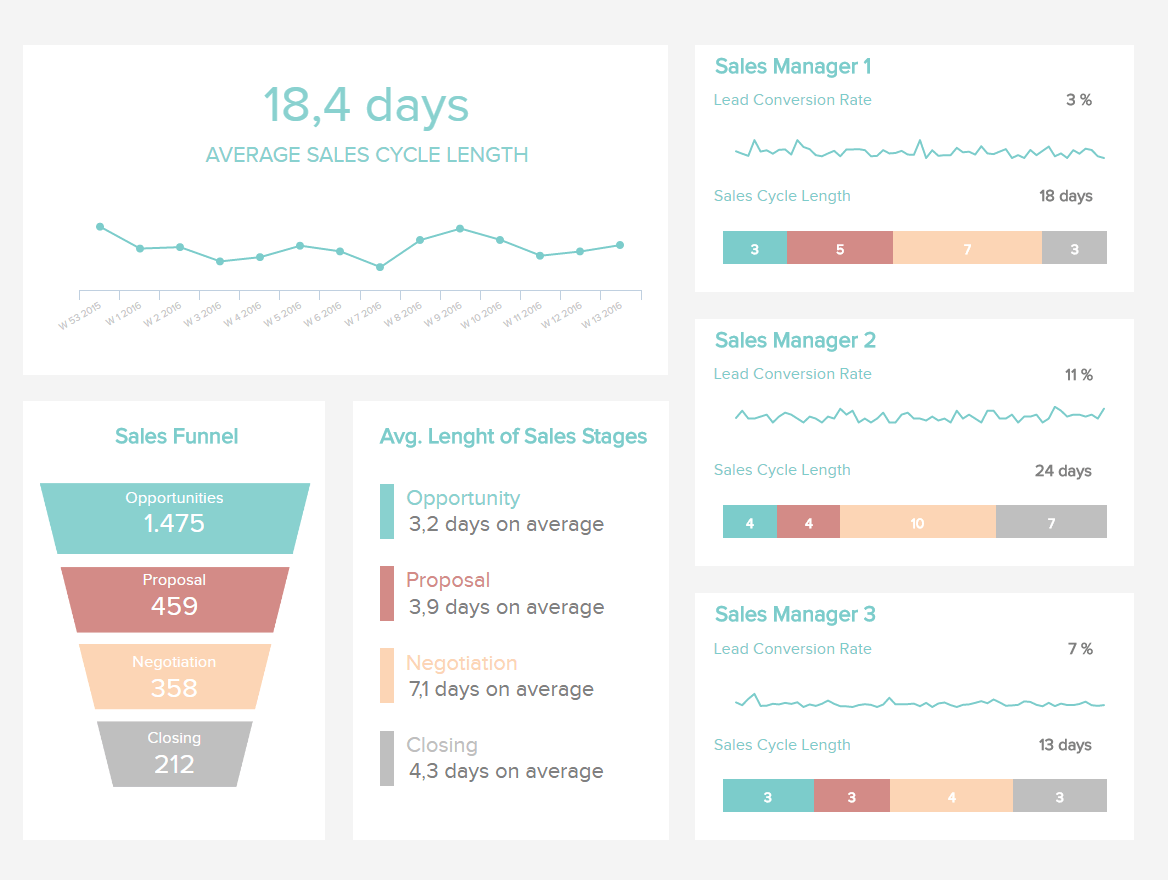 18,4 days
AVERAGE SALES CYCLE LENGTH
W 53 2015
W 1 2016
W 2 2016
W 3 2016
W 4 2016
W 5 2016
W 6 2016
W 7 2016
W 8 2016
W 9 2016
W 10 2016
W 11 2016
W 12 2016
W 13 2016
Sales Funnel
Opportunities
1.475
Proposal
459
Negotiation
358
Closing
212
Avg. Lenght of Sales Stages
Opportunity
3,2 days on average
Proposal
3,9 days on average
Negotiation
7,1 days on average
Closing
4,3 days on average
Sales Manager 1
Lead Conversion Rate 3 %
Sales Cycle Length 18 days
3 5 7 3
Sales Manager 2
Lead Conversion Rate 11 %
Sales Cycle Length 24 days
4 4 10 7
Sales Manager 3
Lead Conversion Rate 7 %
Sales Cycle Length 13 days
3 3 4 3